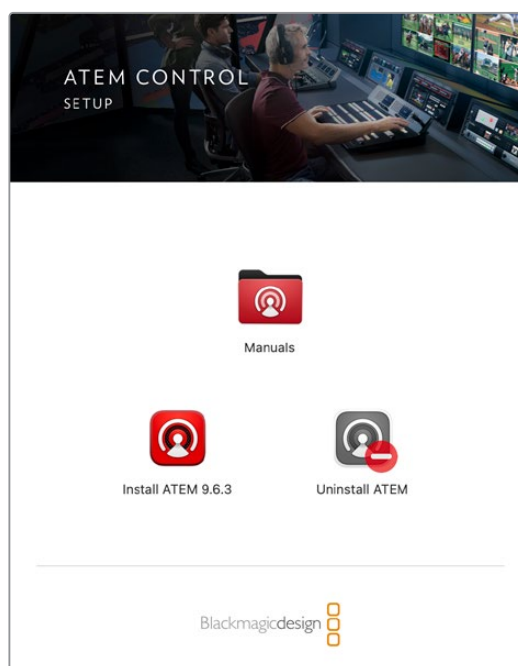 ATEM CONTROL
SETUP
Manuals
Install ATEM 9.6.3
Uninstall ATEM
Blackmagicdesign